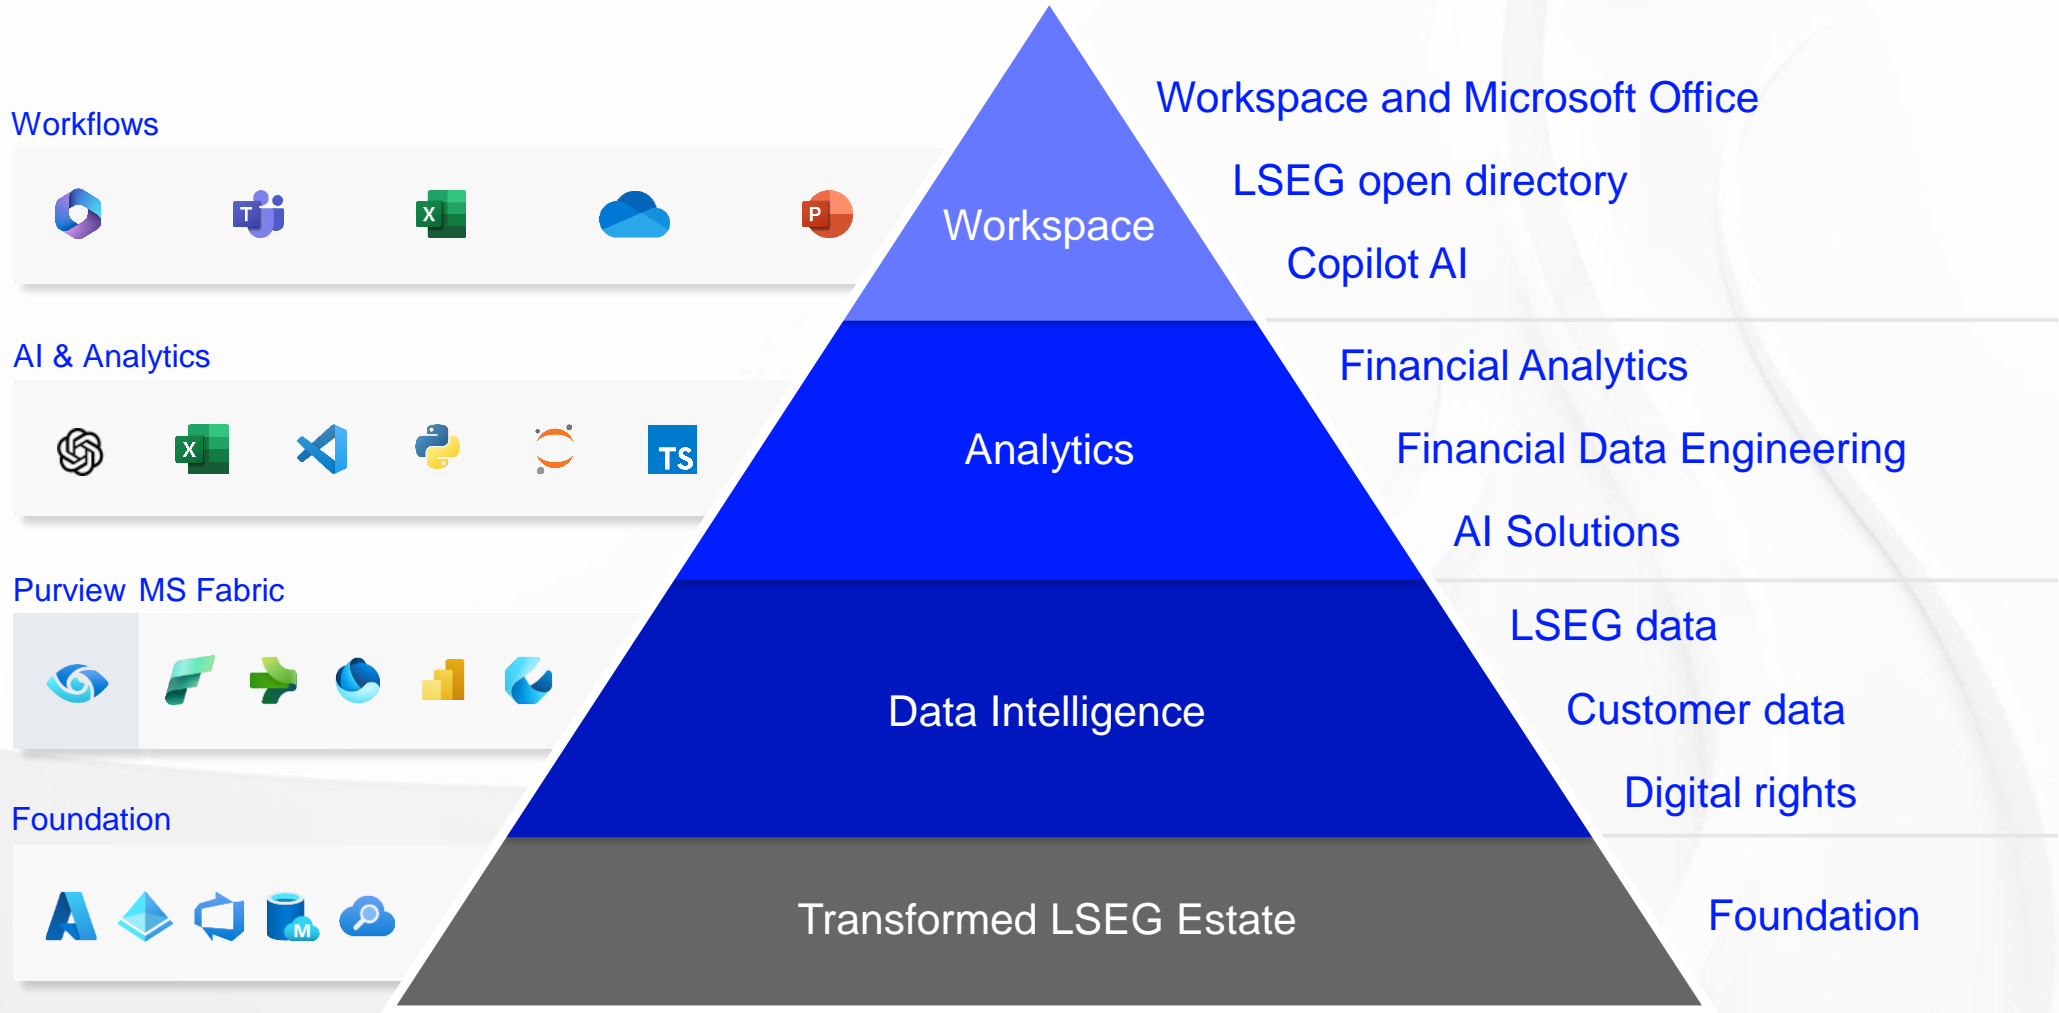 Workflows
T
X
P
AI & Analytics
X
TS
Purview MS Fabric
Foundation
M
Workspace
Analytics
Data Intelligence
Transformed LSEG Estate
Workspace and Microsoft Office
LSEG open directory
Copilot AI
Financial Analytics
Financial Data Engineering
AI Solutions
LSEG data
Customer data
Digital rights
Foundation